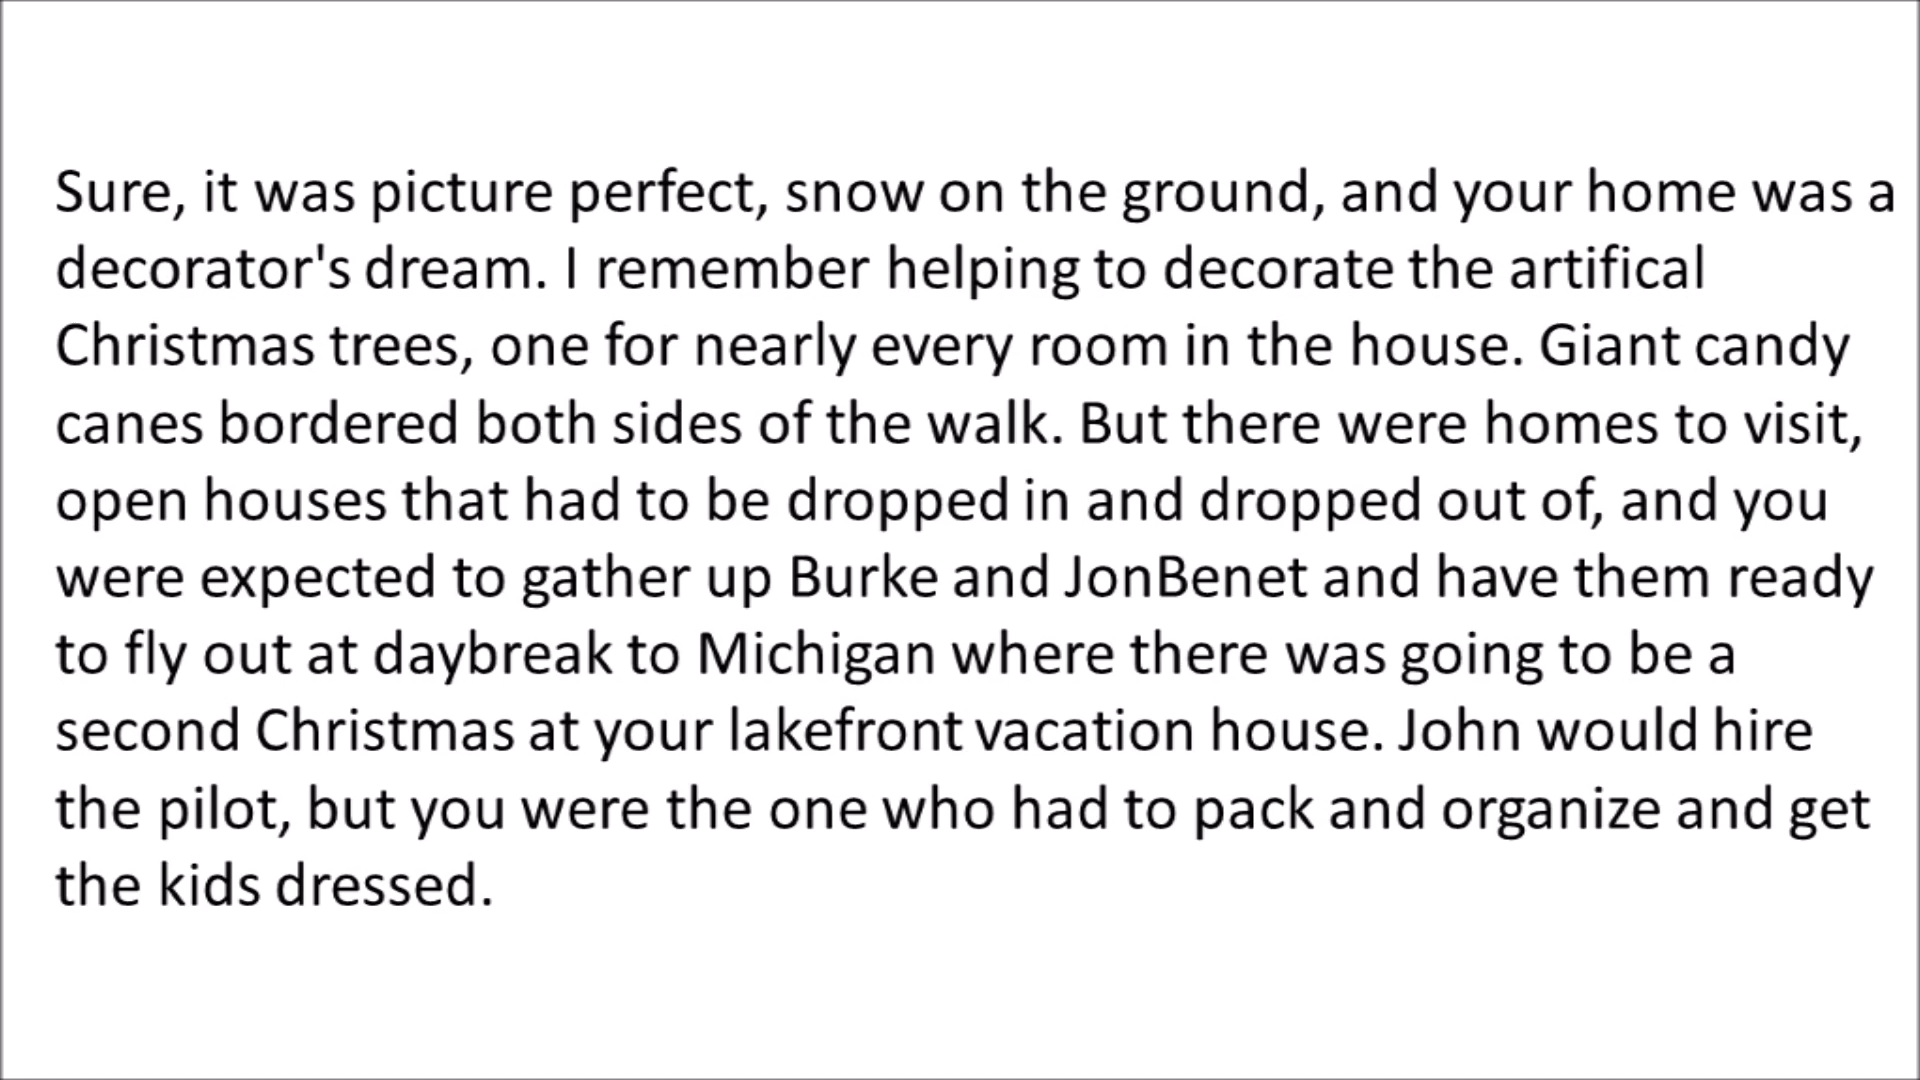 Sure, it was picture perfect, snow on the ground, and your home was a
decorator's dream. I remember helping to decorate the artifical
Christmas trees, one for nearly every room in the house. Giant candy
canes bordered both sides of the walk. But there were homes to visit,
open houses that had to be dropped in and dropped out of, and you
were expected to gather up Burke and JonBenet and have them ready
to fly out at daybreak to Michigan where there was going to be a
second Christmas at your lakefront vacation house. John would hire
the pilot, but you were the one who had to pack and organize and get
the kids dressed.